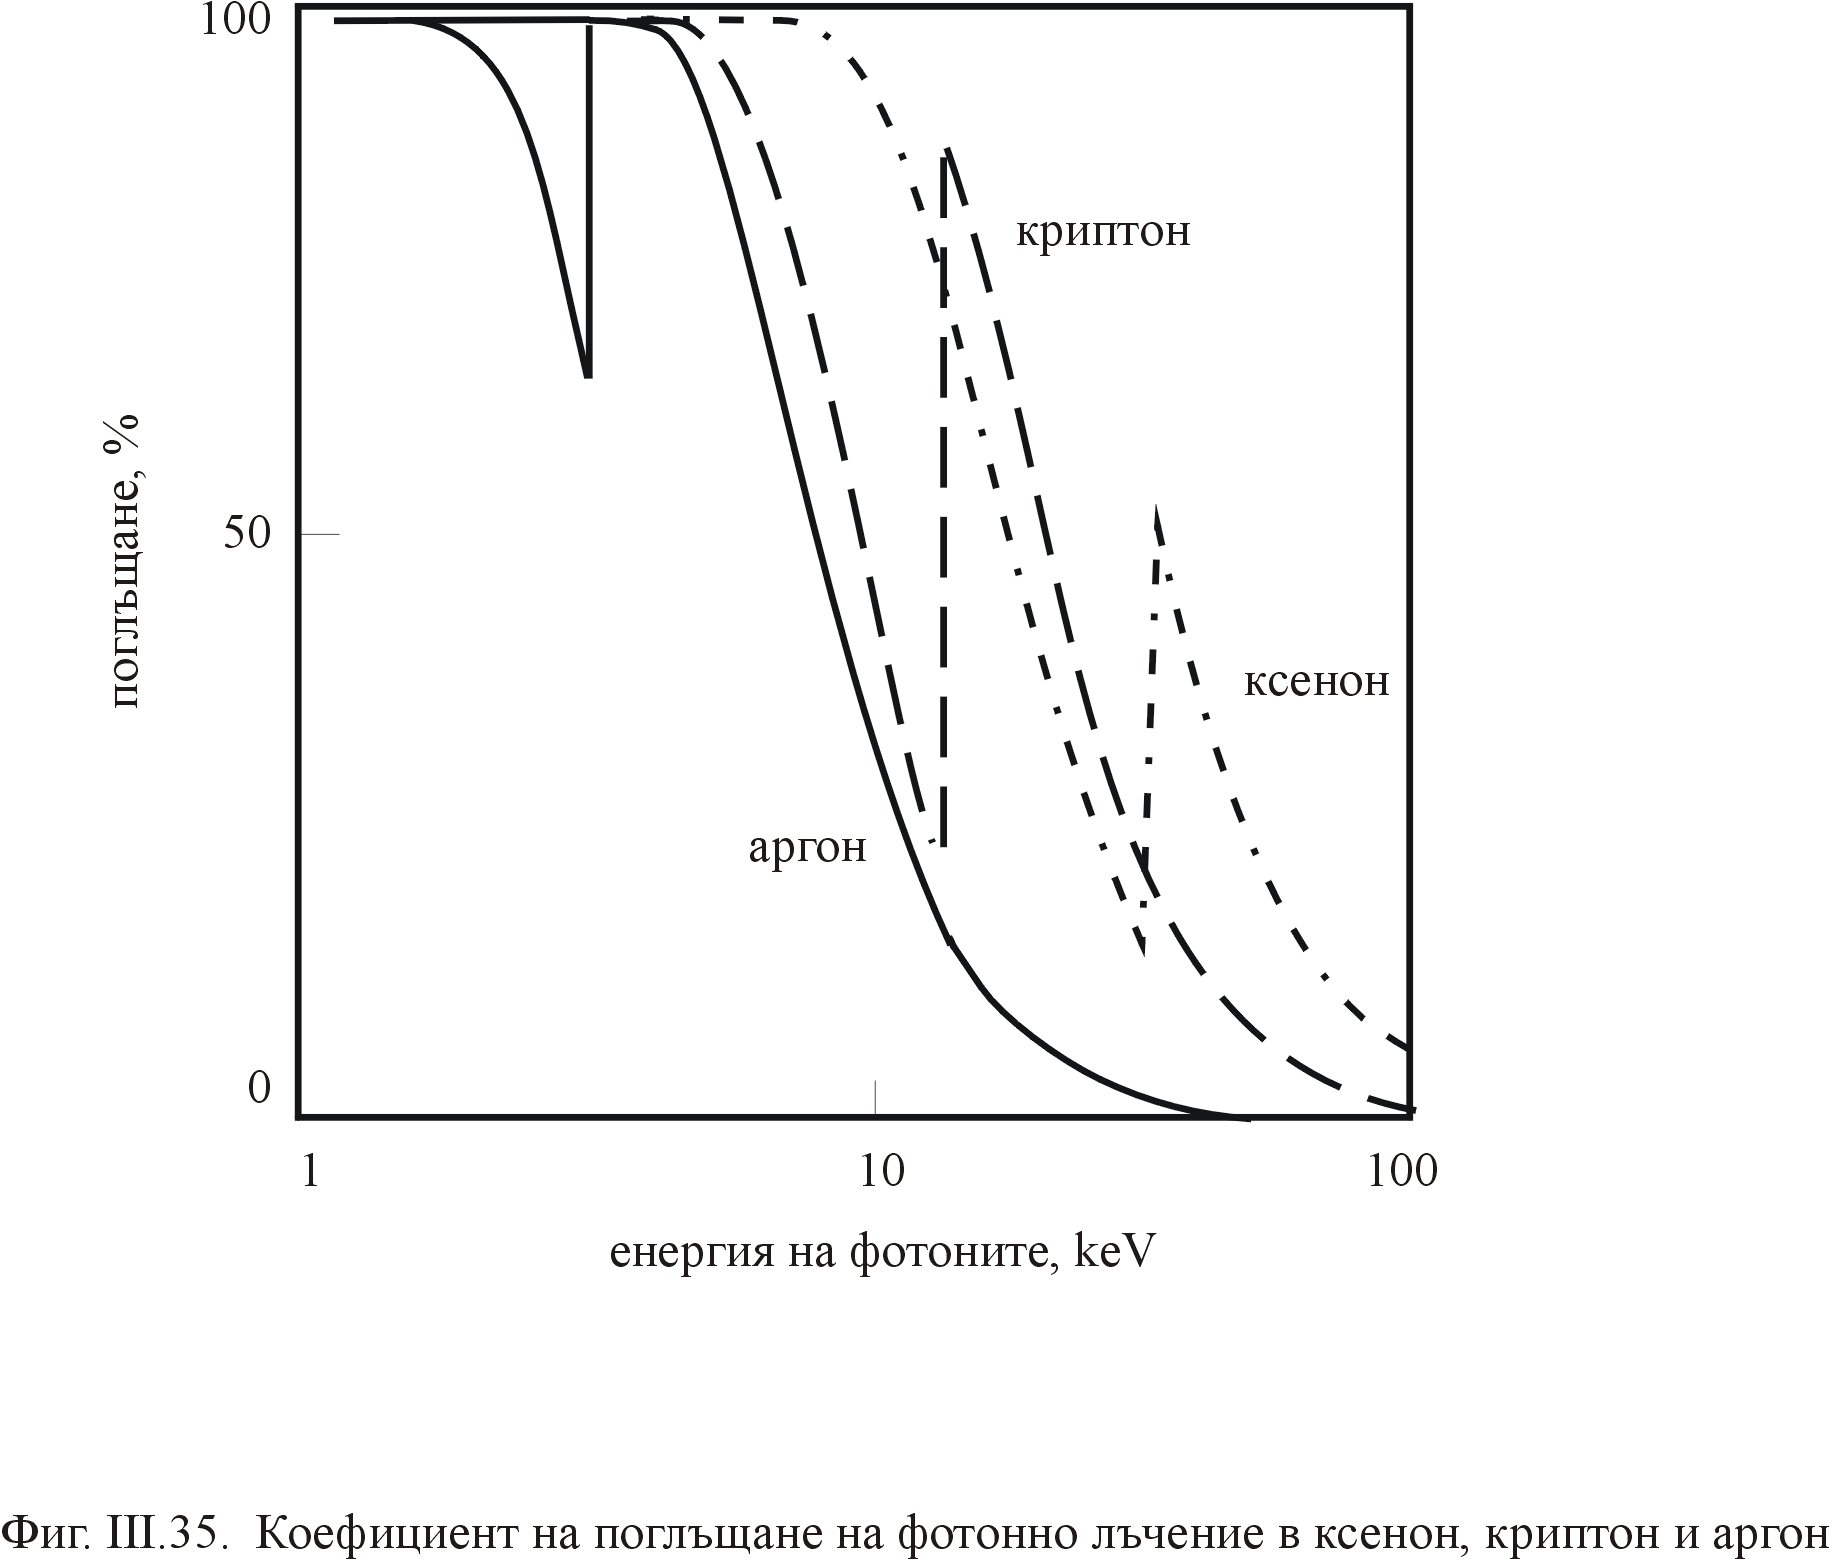 100
криптон
поглъщане, %
50
ксенон
аргон
0
1 10 100
енергия на фотоните, keV
Фиг. III.35. Коефициент на поглъщане на фотонно лъчение в ксенон, криптон и аргон